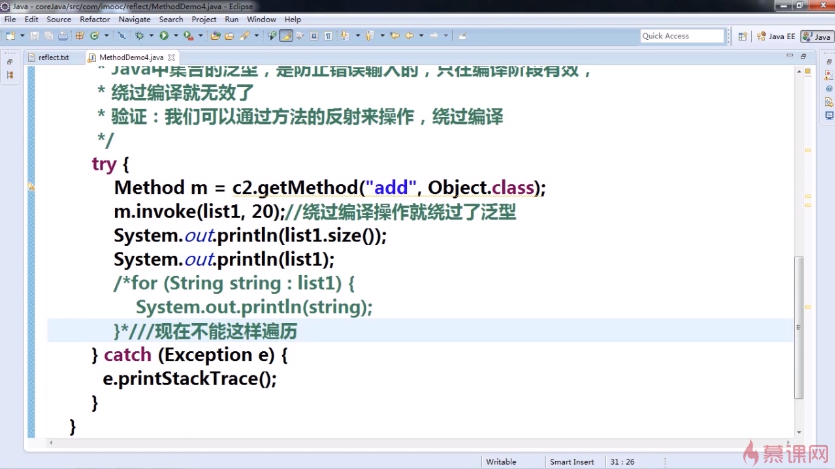 Java - coreJava/src/com/imooc/reflect/MethodDemo4.java - Eclipse
File Edit Source Refactor Navigate Search Project Run Window Help
Quick Access
Java EE
Java
reflect.txt
MethodDemo4.java
* Java中集合的泛型，是防止错误输入的，只在编译阶段有效，
* 绕过编译就无效了
* 验证：我们可以通过方法的反射来操作，绕过编译
*/
try {
Method m = c2.getMethod("add", Object.class);
m.invoke(list1, 20);//绕过编译操作就绕过了泛型
System.out.println(list1.size());
System.out.println(list1);
/*for (String string : list1) {
System.out.println(string);
}*///现在不能这样遍历
} catch (Exception e) {
e.printStackTrace();
}
}
Writable
Smart Insert
31 : 26
慕课网